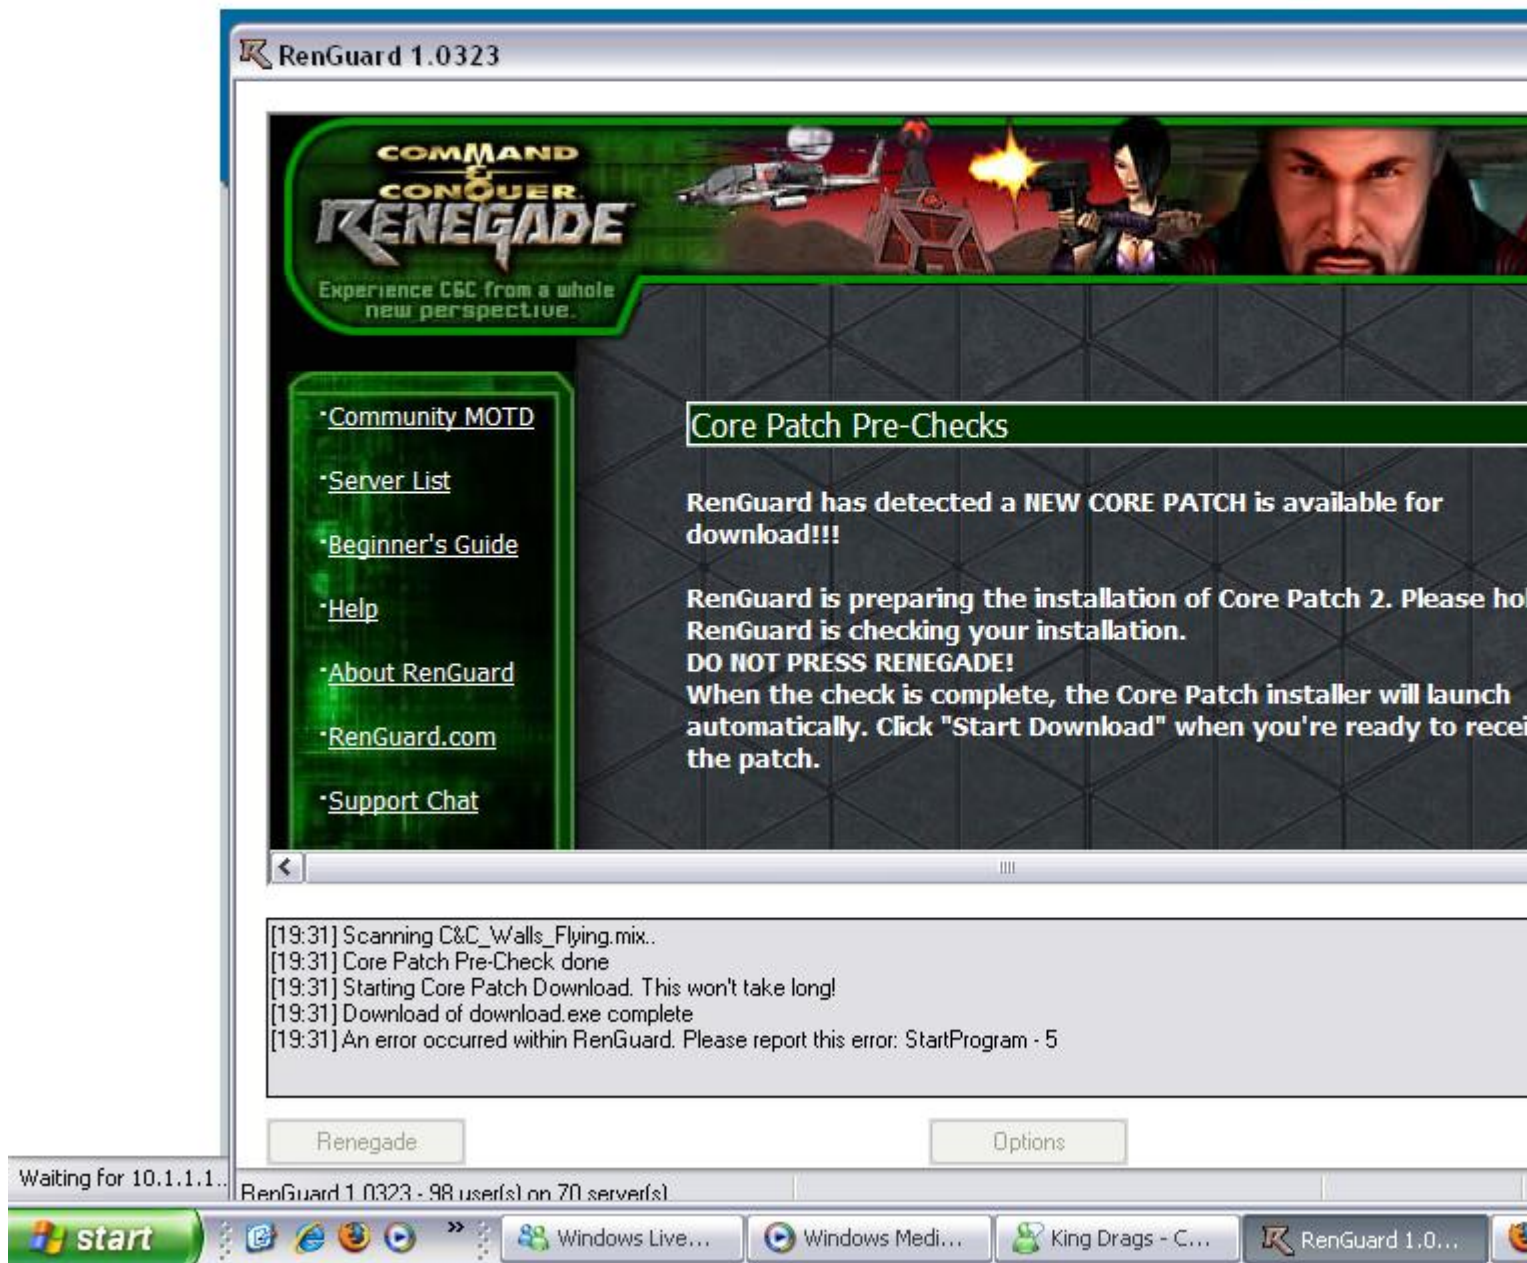 RenGuard 1.0323
COMMAND
&
CONQUER
RENEGADE
Experience C&C from a whole
new perspective.
·Community MOTD
·Server List
·Beginner's Guide
·Help
·About RenGuard
·RenGuard.com
·Support Chat
Core Patch Pre-Checks
RenGuard has detected a NEW CORE PATCH is available for
download!!!
RenGuard is preparing the installation of Core Patch 2. Please hol
RenGuard is checking your installation.
DO NOT PRESS RENEGADE!
When the check is complete, the Core Patch installer will launch
automatically. Click "Start Download" when you're ready to recei
the patch.
[19:31] Scanning C&C_Walls_Flying.mix..
[19:31] Core Patch Pre-Check done
[19:31] Starting Core Patch Download. This won't take long!
[19:31] Download of download.exe complete
[19:31] An error occurred within RenGuard. Please report this error: StartProgram - 5
Renegade
Options
Waiting for 10.1.1.1..
RenGuard 1.0323 - 98 user(s) on 70 server(s)
start
»
Windows Live...
Windows Medi...
King Drags - C...
RenGuard 1.0...